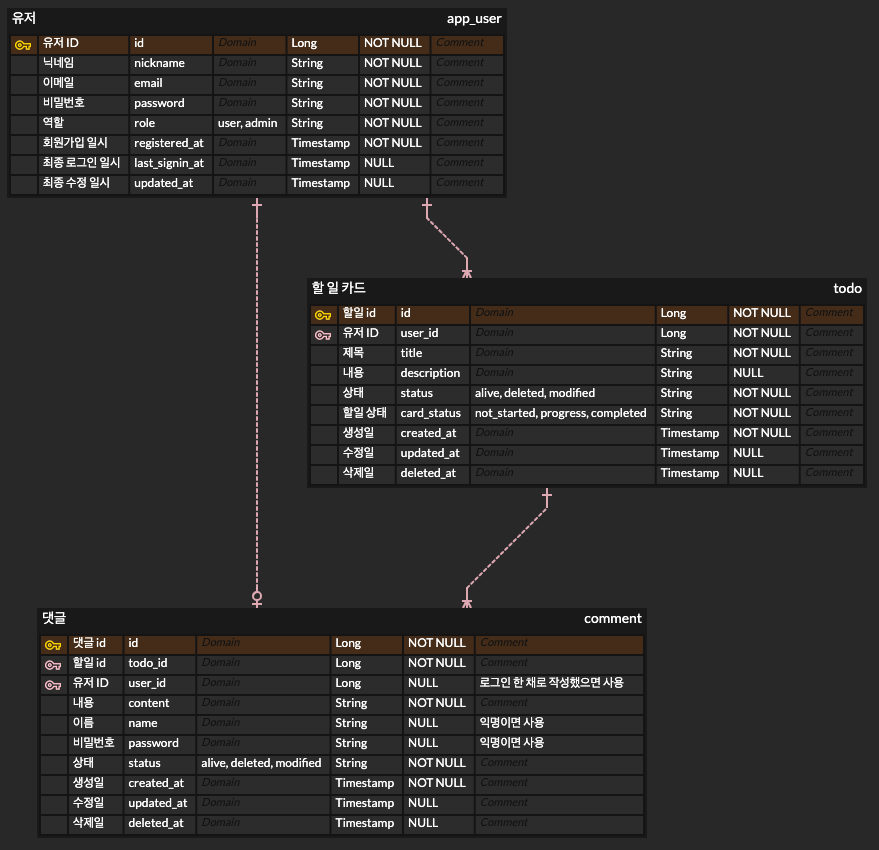 유저 app_user
유저 ID id Domain Long NOT NULL Comment
닉네임 nickname Domain String NOT NULL Comment
이메일 email Domain String NOT NULL Comment
비밀번호 password Domain String NOT NULL Comment
역할 role user, admin String NOT NULL Comment
회원가입 일시 registered_at Domain Timestamp NOT NULL Comment
최종 로그인 일시 last_signin_at Domain Timestamp NULL Comment
최종 수정 일시 updated_at Domain Timestamp NULL Comment
할 일 카드 todo
할일 id id Domain Long NOT NULL Comment
유저 ID user_id Domain Long NOT NULL Comment
제목 title Domain String NOT NULL Comment
내용 description Domain String NULL Comment
상태 status alive, deleted, modified String NOT NULL Comment
할일 상태 card_status not_started, progress, completed String NOT NULL Comment
생성일 created_at Domain Timestamp NOT NULL Comment
수정일 updated_at Domain Timestamp NULL Comment
삭제일 deleted_at Domain Timestamp NULL Comment
댓글 comment
댓글 id id Domain Long NOT NULL Comment
할일 id todo_id Domain Long NOT NULL Comment
유저 ID user_id Domain Long NULL 로그인 한 채로 작성했으면 사용
내용 content Domain String NOT NULL Comment
이름 name Domain String NULL 익명이면 사용
비밀번호 password Domain String NULL 익명이면 사용
상태 status alive, deleted, modified String NOT NULL Comment
생성일 created_at Domain Timestamp NOT NULL Comment
수정일 updated_at Domain Timestamp NULL Comment
삭제일 deleted_at Domain Timestamp NULL Comment